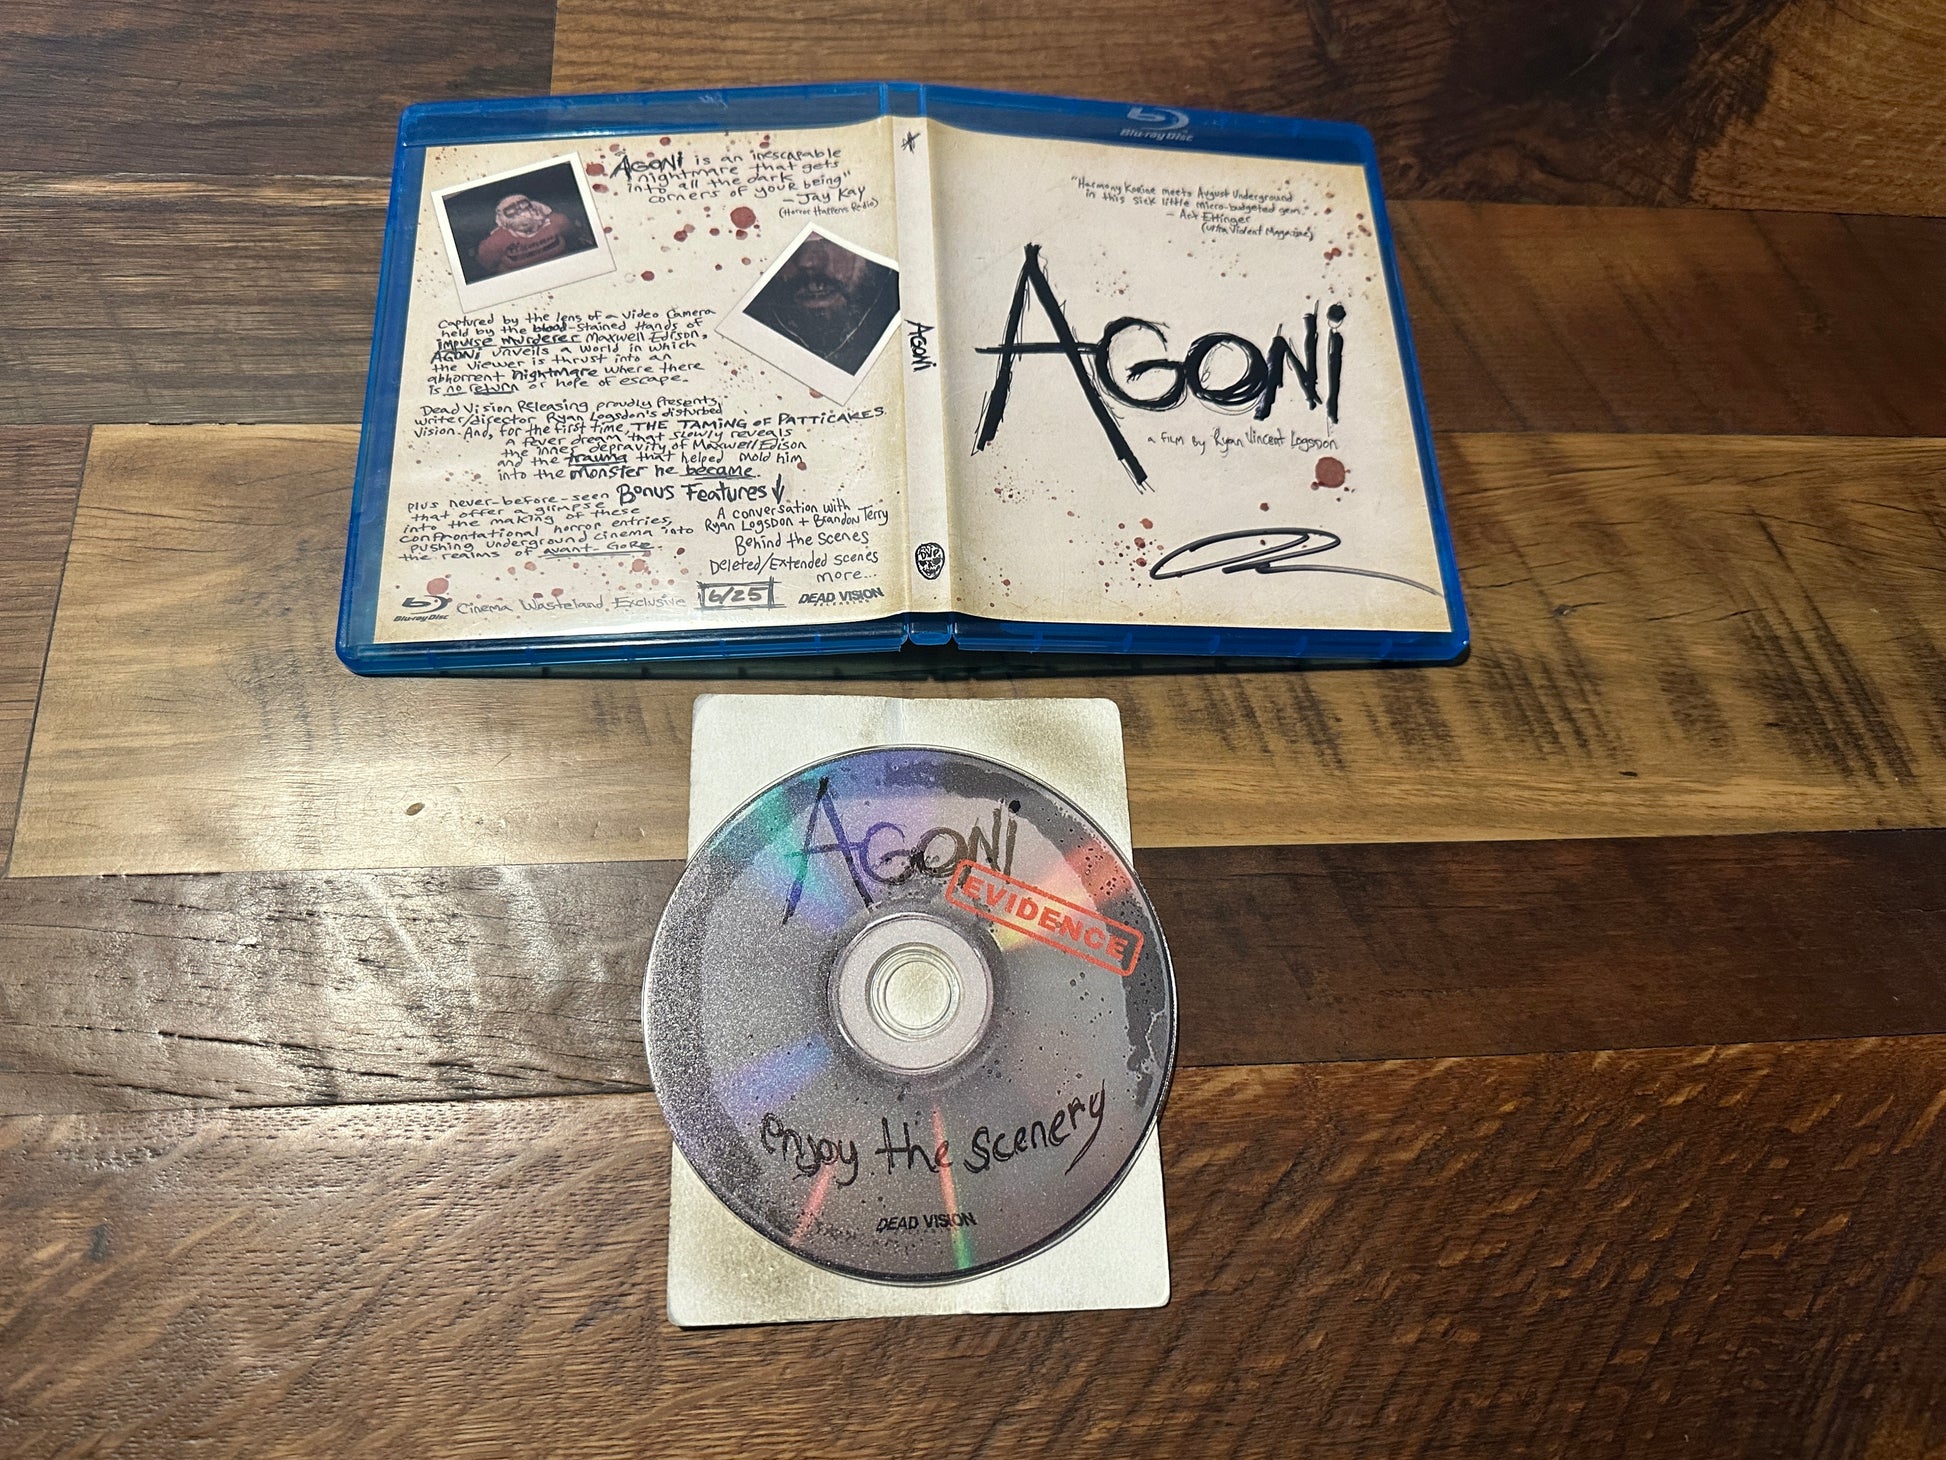 "AGONi is an inescapable
nightmare that gets
into all the dark
corners of your being"
- Jay Kay
(Horror Happens Radio)
Captured by the lens of a video Camera
held by the blood-stained Hands of
impulse murderer Maxwell Edison,
AGONi unveils a world in which
the viewer is thrust into an
abhorrent nightmare where there
is no return or hope of escape.
Dead Vision Releasing proudly Presents,
writer/director Ryan Logsdon's disturbed
vision. And, for the first time, THE TAMING OF PATTICAKES
a fever dream that slowly reveals
the inner depravity of Maxwell Edison
and the trauma that helped mold him
into the monster he became.
Plus never-before-seen Bonus Features
that offer a glimpse
into the making of these
confrontational horror entries,
pushing underground cinema into
the realms of avant-GoRe.
A conversation with
Ryan Logsdon + Brandon Terry
Behind the Scenes
Deleted/Extended scenes
more...
Blu-ray Disc
Cinema Wasteland Exclusive
6/25
DEAD VISION
RELEASING
AGONi
Blu-ray Disc
"Harmony Korine meets August Underground
in this sick little micro-budgeted gem."
- Art Ettinger
(Ultra Violent Magazine)
AGONi
a film by Ryan Vincent Logsdon
AGONi
EVIDENCE
enjoy the scenery
DEAD VISION